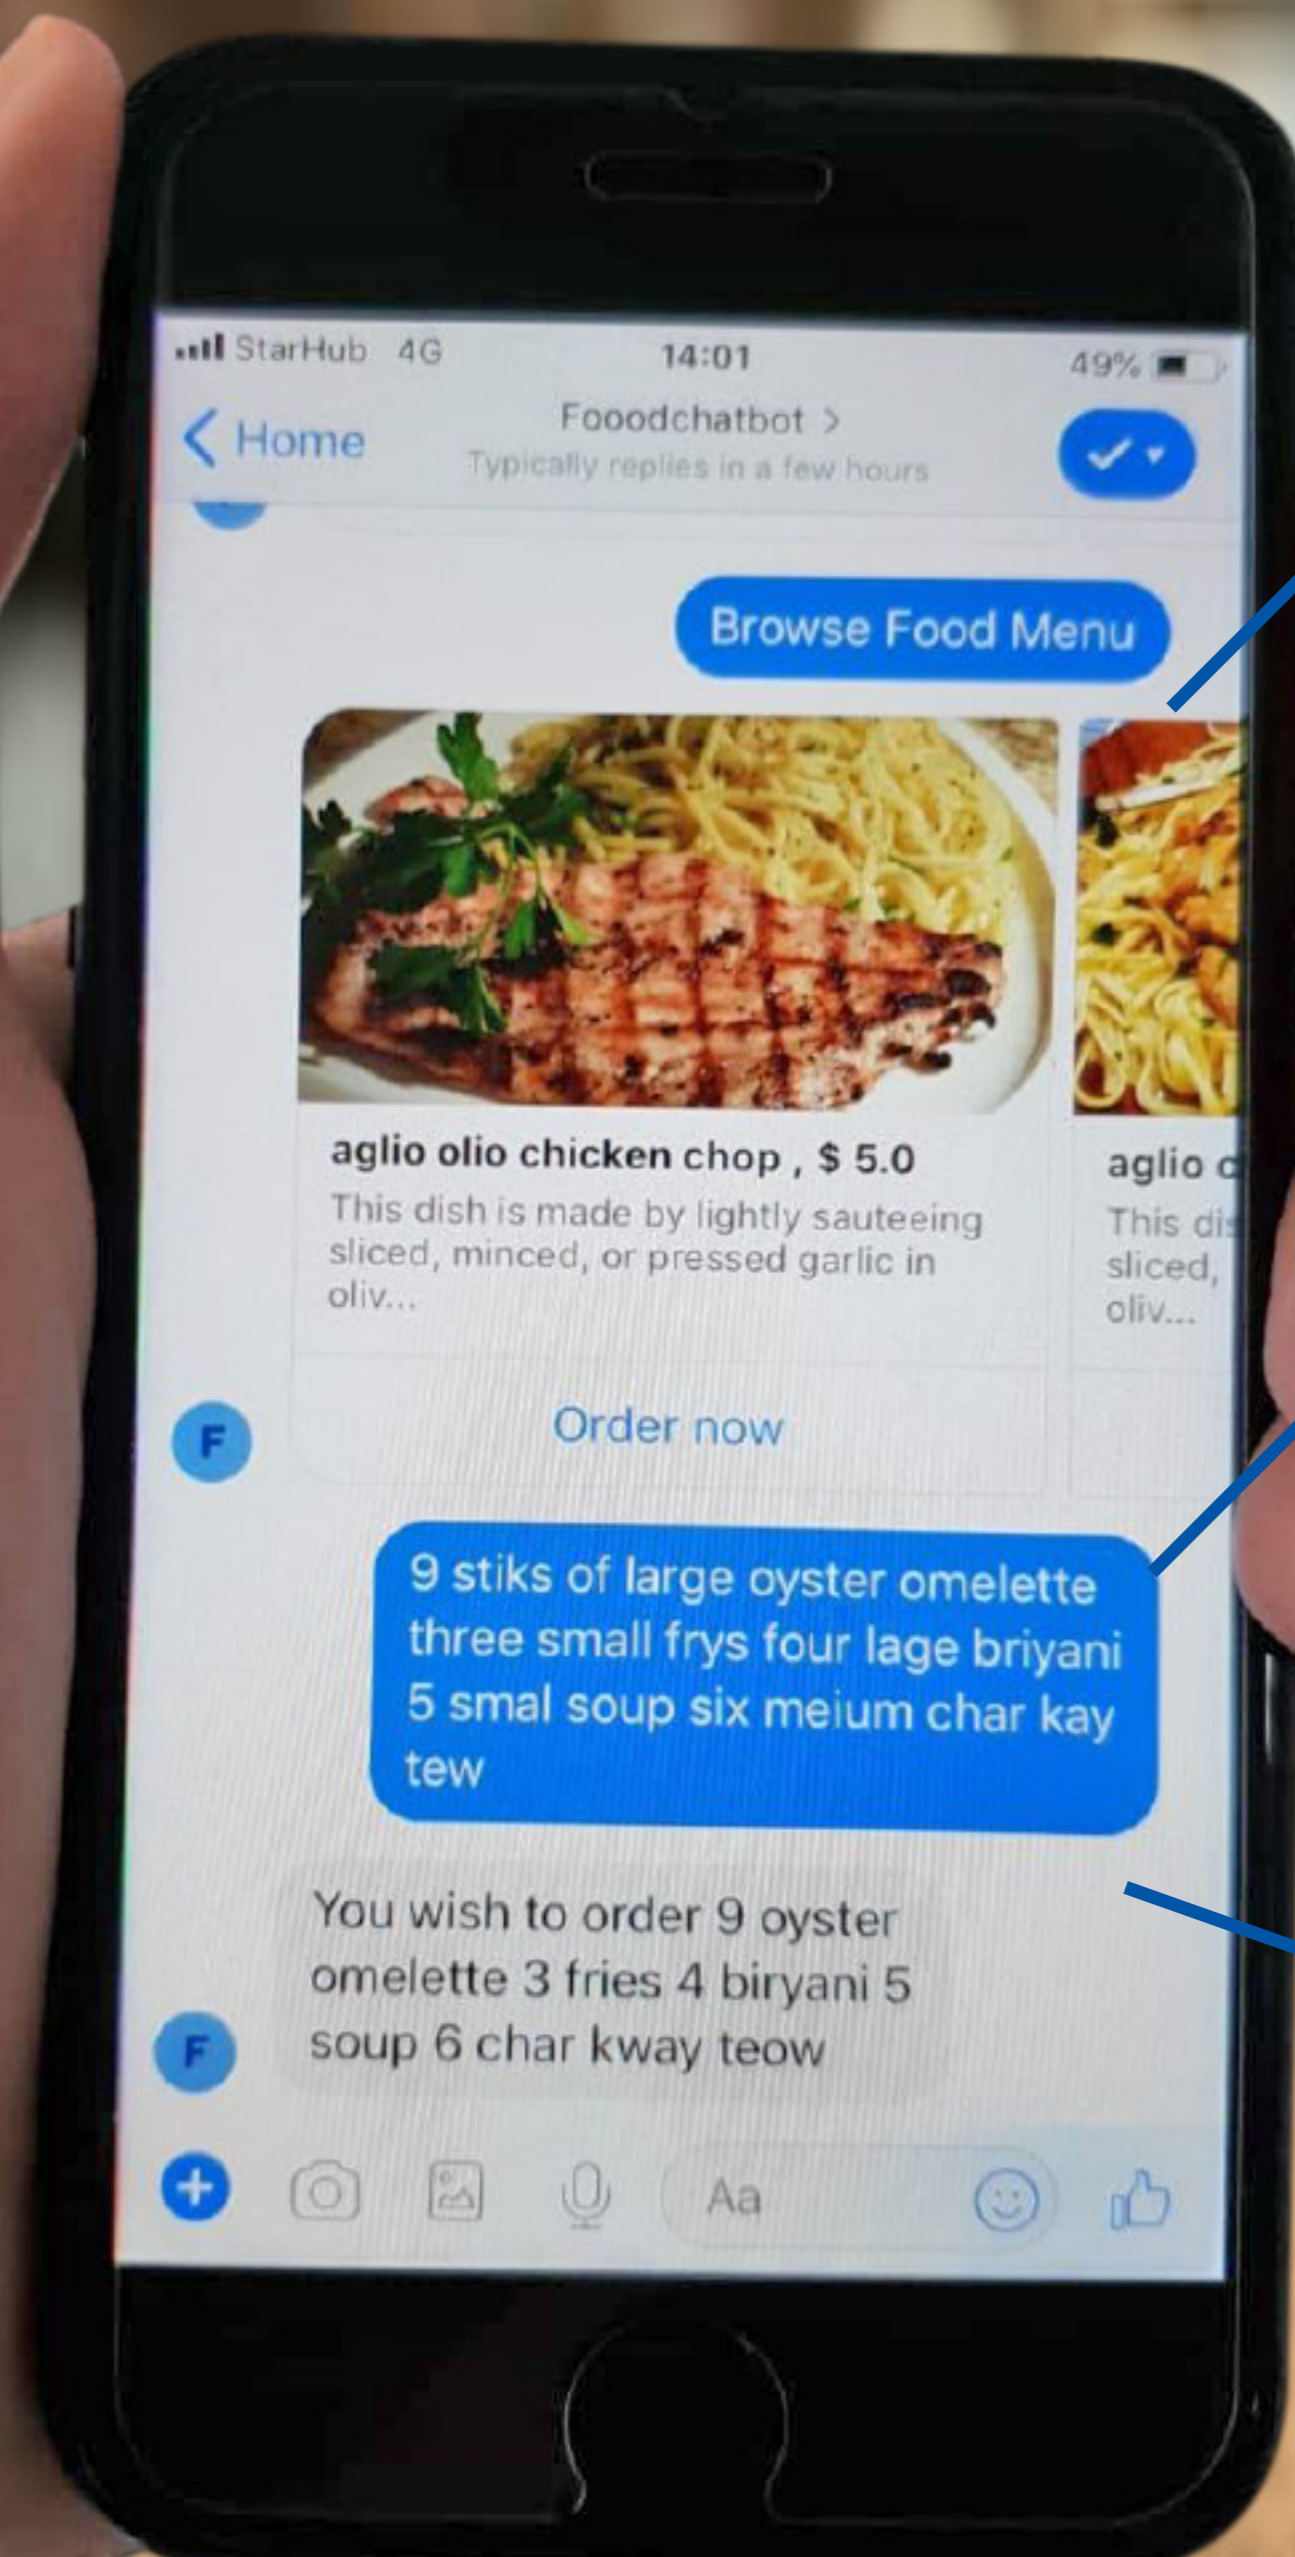 StarHub 4G 14:01 49%
Home Fooodchatbot >
Typically replies in a few hours
Browse Food Menu
aglio olio chicken chop , $ 5.0
This dish is made by lightly sauteeing
sliced, minced, or pressed garlic in
oliv...
Order now
aglio
This
sliced,
oliv...
F
9 stiks of large oyster omelette
three small frys four lage briyani
5 smal soup six meium char kay
tew
You wish to order 9 oyster
omelette 3 fries 4 biryani 5
soup 6 char kway teow
F
Aa